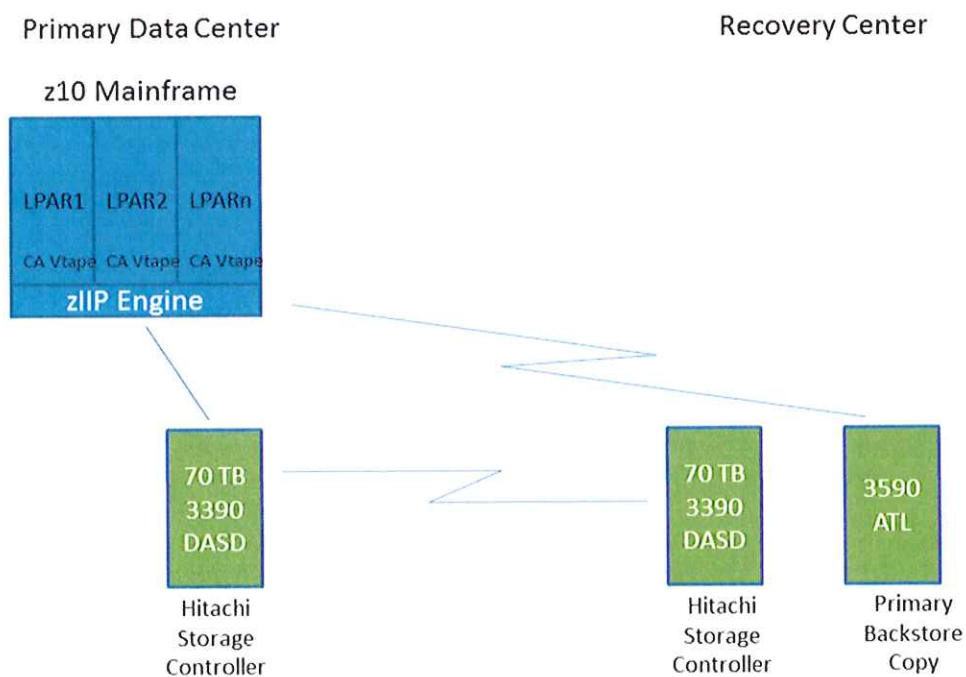 Primary Data Center
Recovery Center
z10 Mainframe
LPAR1
LPAR2
LPARn
CA Vtape
CA Vtape
CA Vtape
zIIP Engine
70 TB
3390
DASD
70 TB
3390
DASD
3590
ATL
Hitachi
Storage
Controller
Hitachi
Storage
Controller
Primary
Backstore
Copy